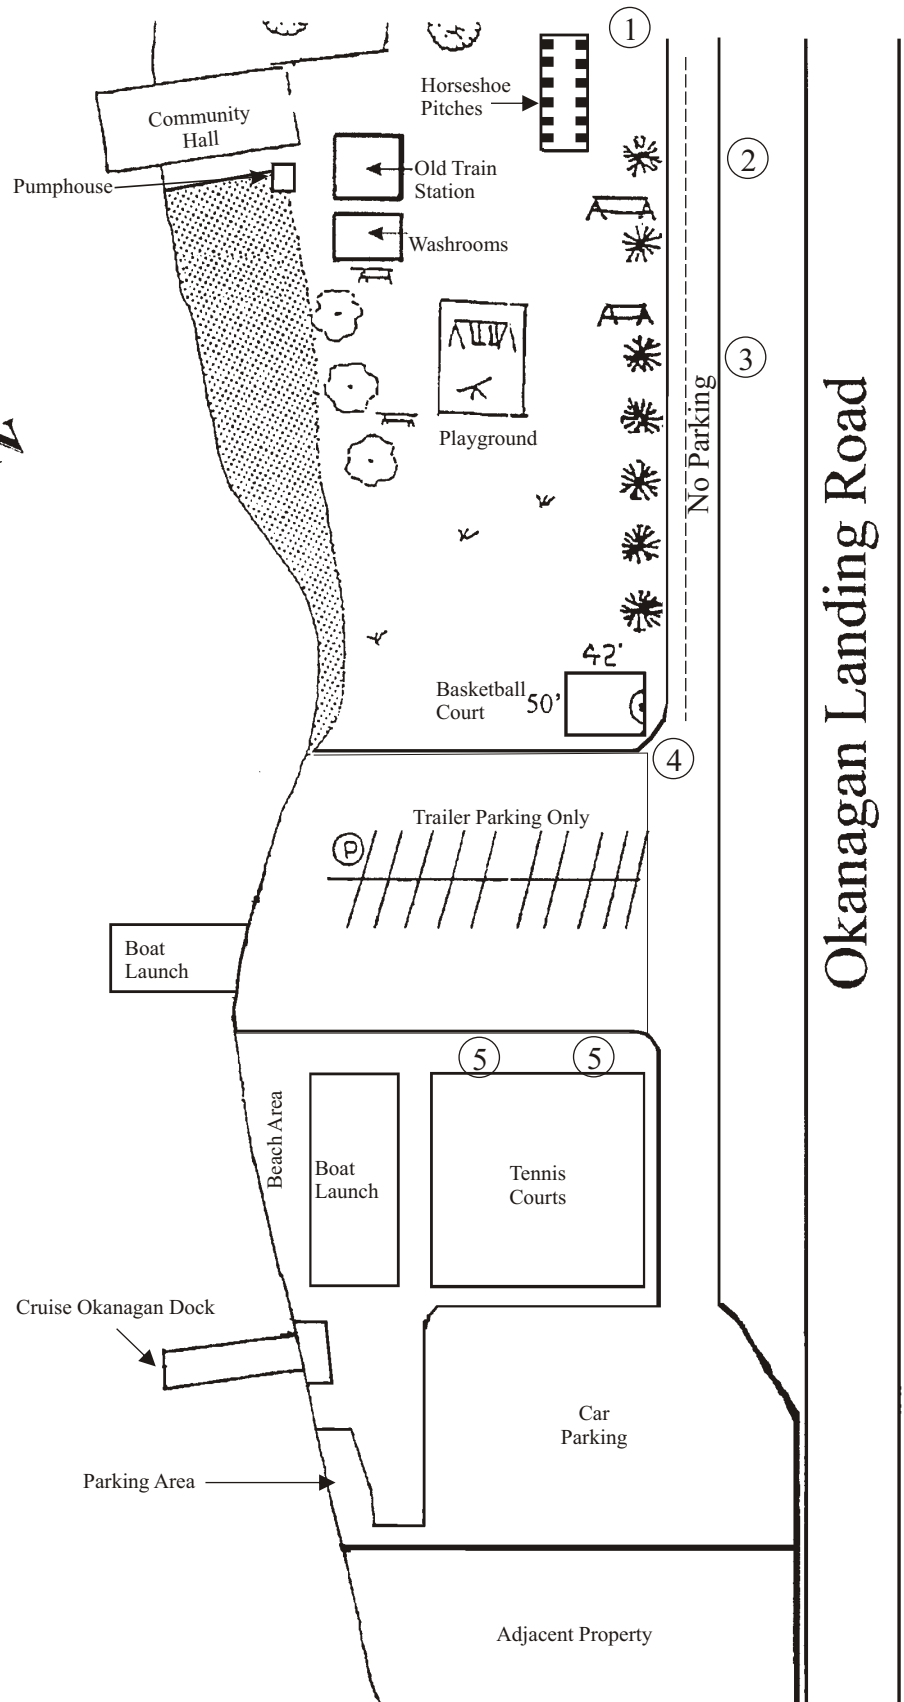 1
Horseshoe
Pitches
Community
Hall
2
Pumphouse
Old Train
Station
Washrooms
3
Playground
No Parking
Okanagan Landing Road
42'
Basketball
Court
50'
4
Trailer Parking Only
P
Boat
Launch
5
5
Beach Area
Boat
Launch
Tennis
Courts
Cruise Okanagan Dock
Car
Parking
Parking Area
Adjacent Property